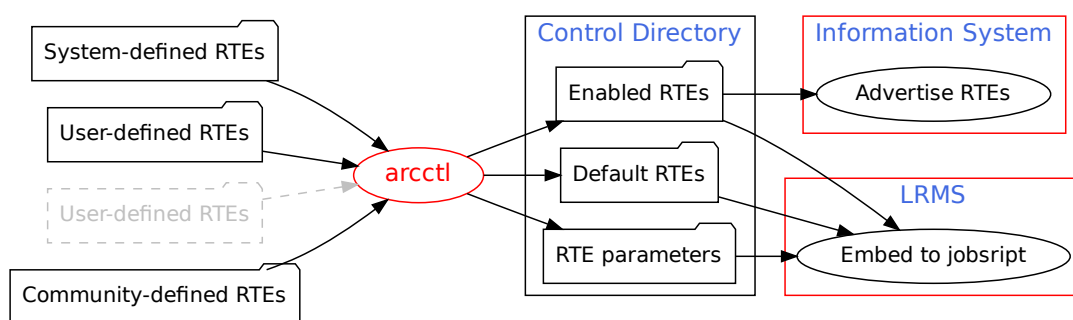 System-defined RTEs
User-defined RTEs
User-defined RTEs
Community-defined RTEs
arcctl
Control Directory
Enabled RTEs
Default RTEs
RTE parameters
Information System
Advertise RTEs
LRMS
Embed to jobsript